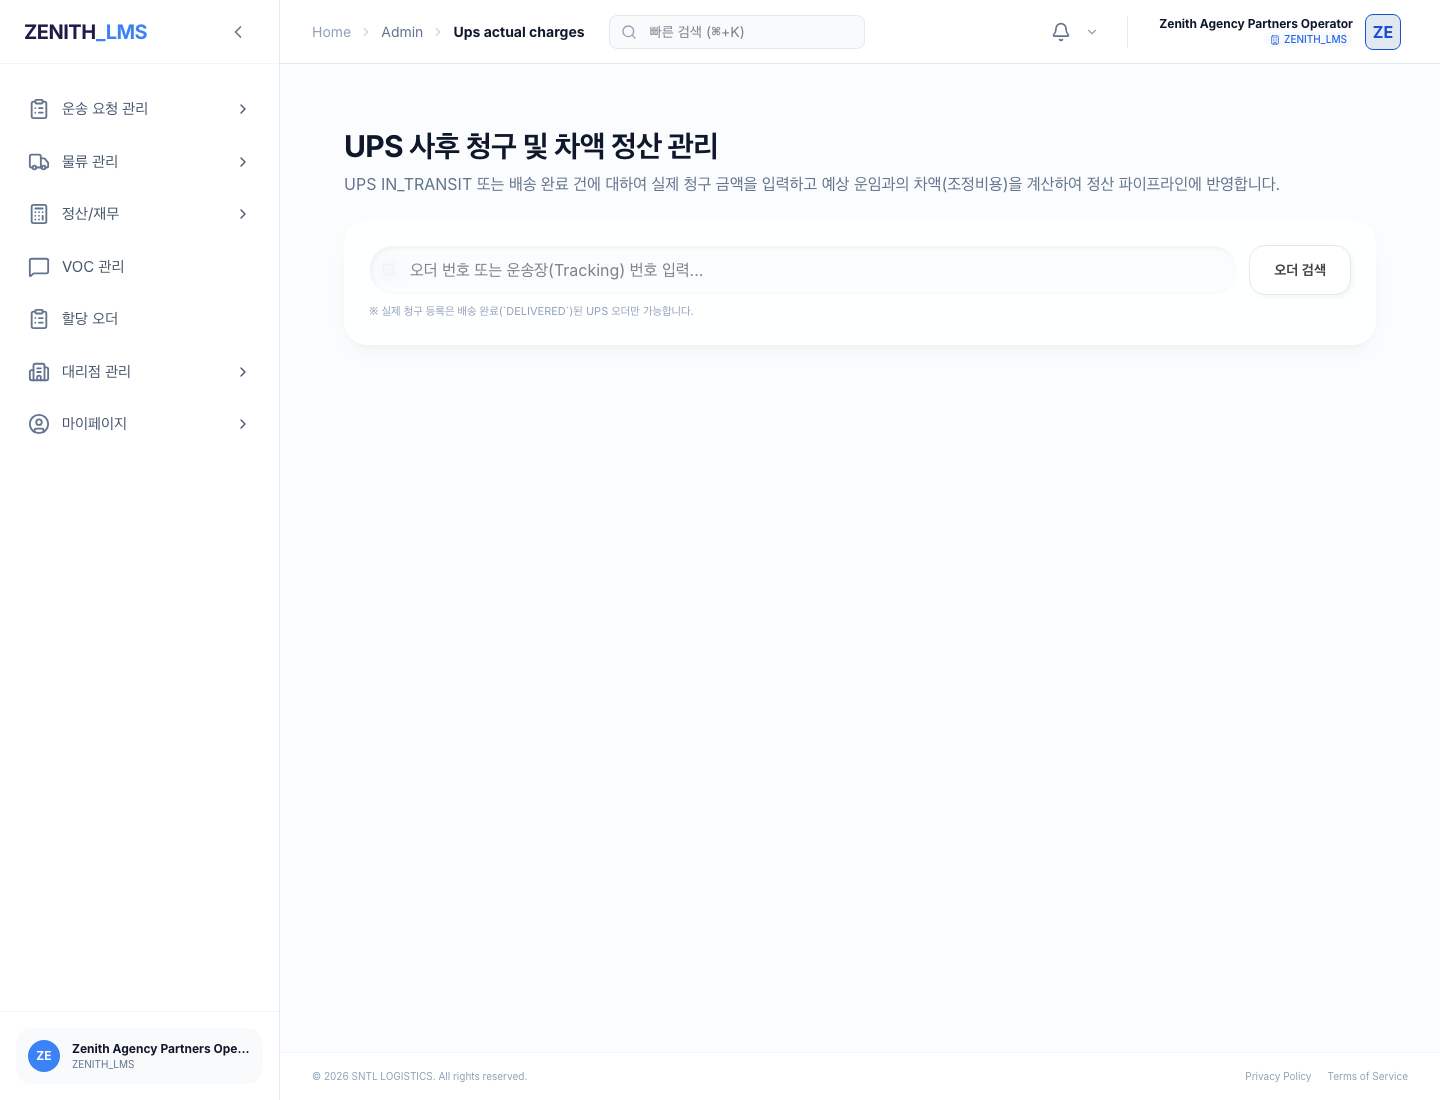 ZENITH_LMS
Home
Admin
Ups actual charges
빠른 검색 (⌘+K)
Zenith Agency Partners Operator
ZENITH_LMS
ZE
운송 요청 관리
물류 관리
정산/재무
VOC 관리
할당 오더
대리점 관리
마이페이지
UPS 사후 청구 및 차액 정산 관리
UPS IN_TRANSIT 또는 배송 완료 건에 대하여 실제 청구 금액을 입력하고 예상 운임과의 차액(조정비용)을 계산하여 정산 파이프라인에 반영합니다.
오더 번호 또는 운송장(Tracking) 번호 입력...
오더 검색
※ 실제 청구 등록은 배송 완료(`DELIVERED`)된 UPS 오더만 가능합니다.
ZE
Zenith Agency Partners Ope...
ZENITH_LMS
© 2026 SNTL LOGISTICS. All rights reserved.
Privacy Policy
Terms of Service